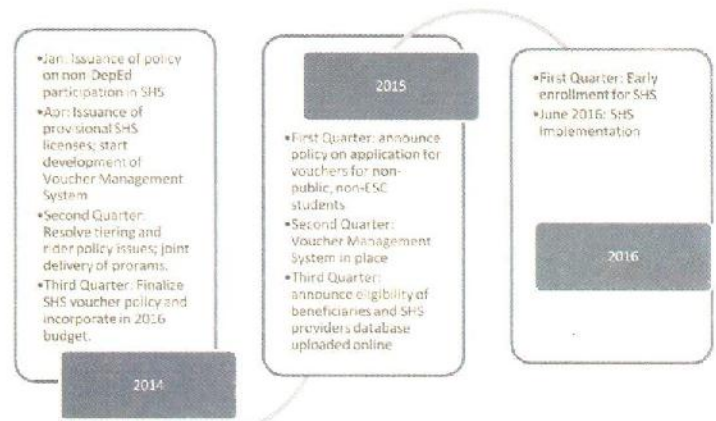 •Jan: Issuance of policy
on non-DepEd
participation in SHS
•Apr: Issuance of
provisional SHS
licenses; start
development of
Voucher Management
System
•Second Quarter:
Resolve tiering and
rider policy issues; joint
delivery of prorams.
•Third Quarter: Finalize
SHS voucher policy and
incorporate in 2016
budget.
2014
2015
•First Quarter: announce
policy on application for
vouchers for non-
public, non-ESC
students
•Second Quarter:
Voucher Management
System in place
•Third Quarter:
announce eligibility of
beneficiaries and SHS
providers database
uploaded online
•First Quarter: Early
enrollment for SHS
•June 2016: SHS
Implementation
2016